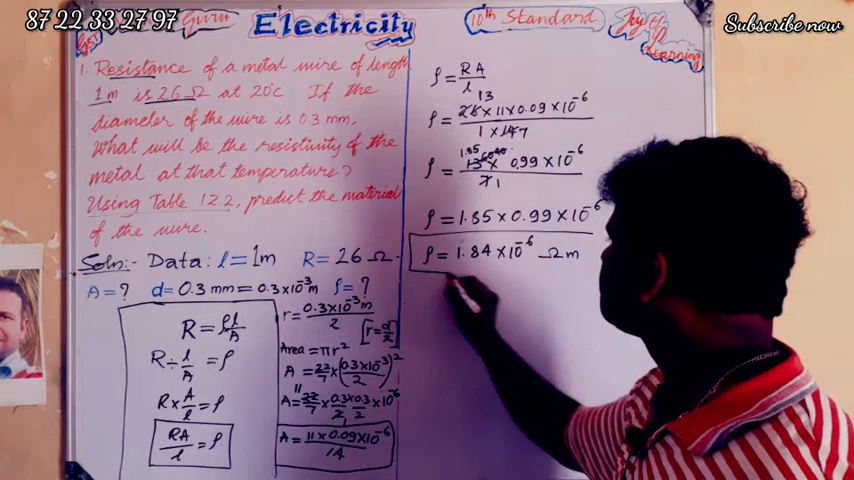 87 22 33 27 97
Guru
Electricity
10th Standard
Joy of
Learning
Subscribe now
1. Resistance of a metal wire of length
1m is 26 Ω at 20°c. If the
diameter of the wire is 0.3 mm,
What will be the resistivity of the
metal at that temperature?
Using Table 12.2, predict the material
of the wire.
Soln:- Data: l = 1m R = 26 Ω
A = ? d = 0.3 mm = 0.3×10⁻³m ρ = ?
R = ρl/A
R ÷ l/A = ρ
R × A/l = ρ
RA/l = ρ
r = 0.3×10⁻³m/2
[r = d/2]
Area = πr²
A = 22/7 × (0.3×10⁻³/2)²
11
A = 22/7 × 0.3/2 × 0.3/2 × 10⁻⁶
1
A = 11 × 0.09×10⁻⁶/14
ρ = RA/l
13
ρ = 26 × 11 × 0.09 × 10⁻⁶/1 × 14 7
1.85
ρ = 13 × 0.99 × 10⁻⁶/7 1
ρ = 1.85 × 0.99 × 10⁻⁶
ρ = 1.84 × 10⁻⁶ Ω m